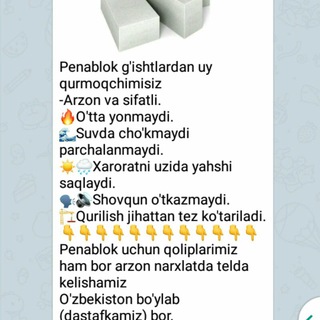 Penablok g'ishtlardan uy
qurmoqchimisiz
-Arzon va sifatli.
🔥O'tta yonmaydi.
🌊Suvda cho'kmaydi
parchalanmaydi.
☀️🌧Xaroratni uzida yahshi
saqlaydi.
🗣🔊Shovqun o'tkazmaydi.
🏗Qurilish jihattan tez ko'tariladi.
👇👇👇👇👇👇👇👇👇👇👇👇👇
Penablok uchun qoliplarimiz
ham bor arzon narxlatda telda
kelishamiz
O'zbekiston bo'ylab
(dastafkamiz) bor.